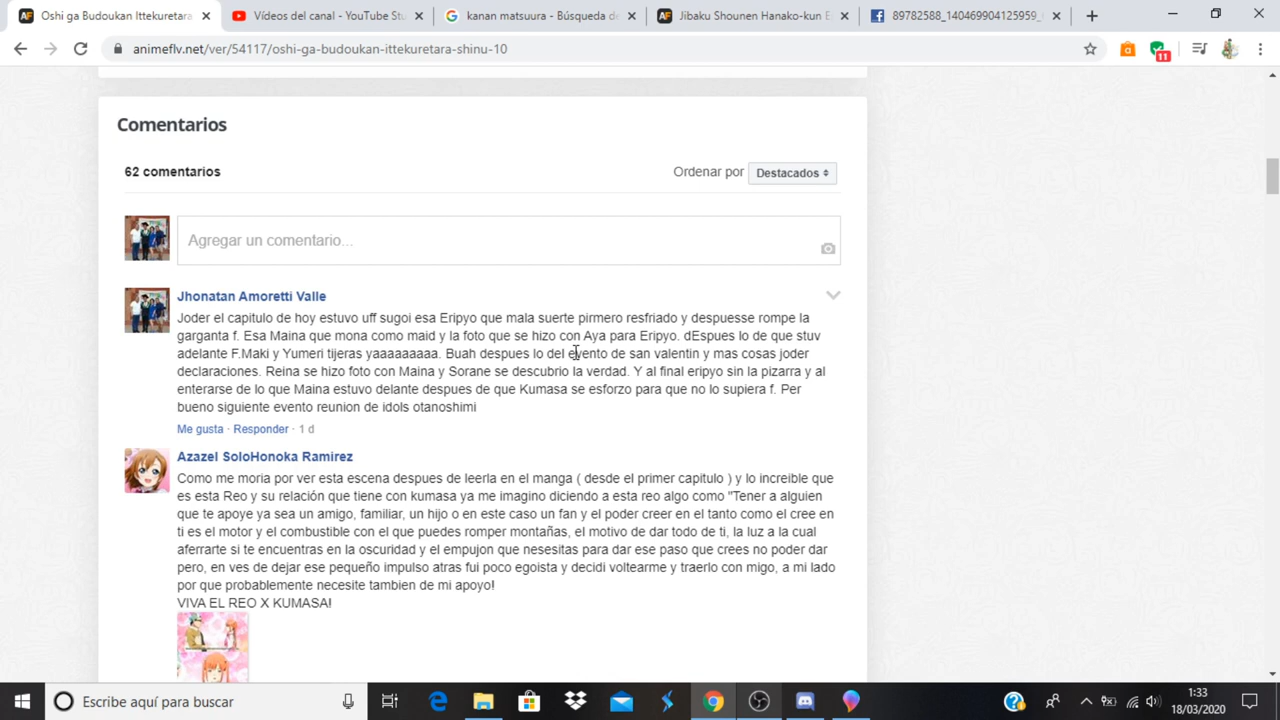 Oshi ga Budoukan Ittekuretara
Vídeos del canal - YouTube Stu
kanan matsuura - Búsqueda de
Jibaku Shounen Hanako-kun E
89782588_140469904125959_
animeflv.net/ver/54117/oshi-ga-budoukan-ittekuretara-shinu-10
11
Comentarios
62 comentarios
Ordenar por Destacados
Agregar un comentario...
Jhonatan Amoretti Valle
Joder el capitulo de hoy estuvo uff sugoi esa Eripyo que mala suerte pirmero resfriado y despuesse rompe la
garganta f. Esa Maina que mona como maid y la foto que se hizo con Aya para Eripyo. dEspues lo de que stuv
adelante F.Maki y Yumeri tijeras yaaaaaaaaa. Buah despues lo del evento de san valentin y mas cosas joder
declaraciones. Reina se hizo foto con Maina y Sorane se descubrio la verdad. Y al final eripyo sin la pizarra y al
enterarse de lo que Maina estuvo delante despues de que Kumasa se esforzo para que no lo supiera f. Per
bueno siguiente evento reunion de idols otanoshimi
Me gusta · Responder · 1 d
Azazel SoloHonoka Ramirez
Como me moria por ver esta escena despues de leerla en el manga ( desde el primer capitulo ) y lo increible que
es esta Reo y su relación que tiene con kumasa ya me imagino diciendo a esta reo algo como "Tener a alguien
que te apoye ya sea un amigo, familiar, un hijo o en este caso un fan y el poder creer en el tanto como el cree en
ti es el motor y el combustible con el que puedes romper montañas, el motivo de dar todo de ti, la luz a la cual
aferrarte si te encuentras en la oscuridad y el empujon que nesesitas para dar ese paso que crees no poder dar
pero, en ves de dejar ese pequeño impulso atras fui poco egoista y decidi voltearme y traerlo con migo, a mi lado
por que probablemente necesite tambien de mi apoyo!
VIVA EL REO X KUMASA!
Escribe aquí para buscar
1:33
18/03/2020